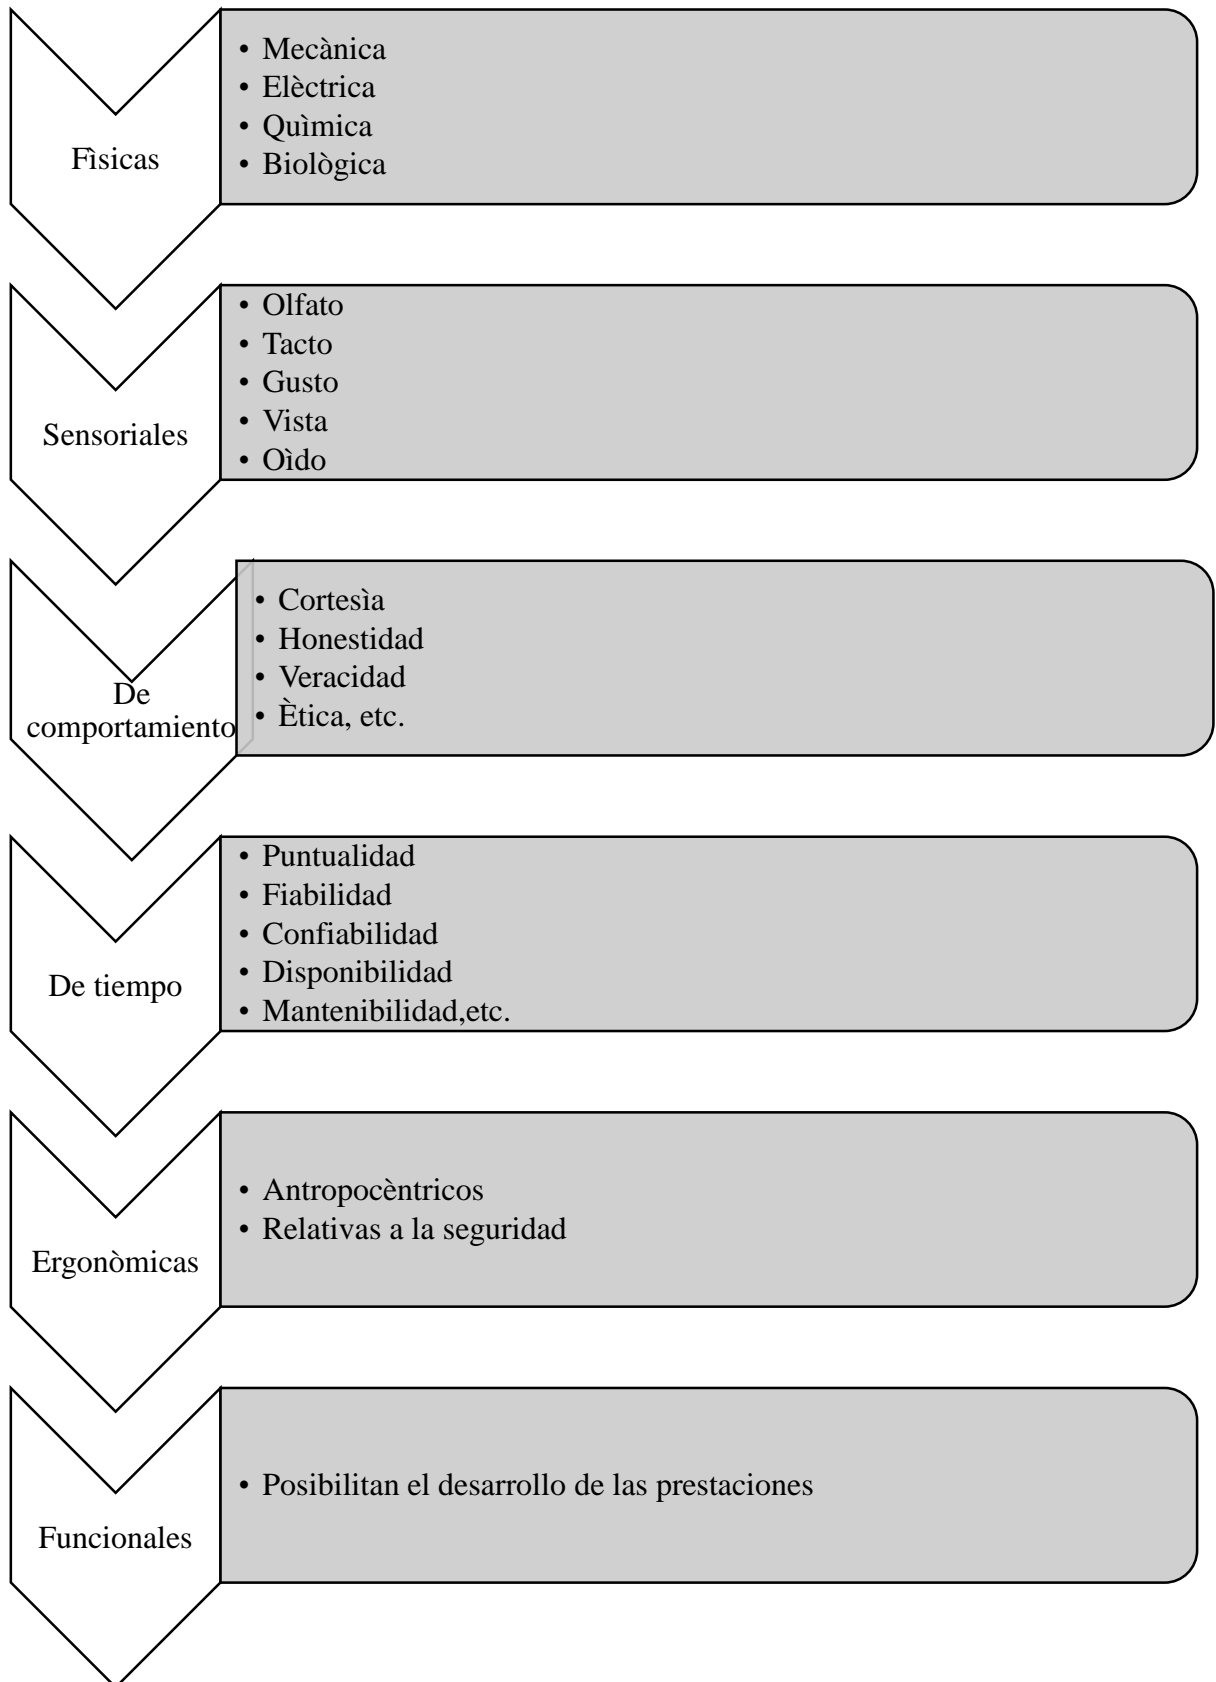 Fìsicas
• Mecànica
• Elèctrica
• Quìmica
• Biològica
Sensoriales
• Olfato
• Tacto
• Gusto
• Vista
• Oìdo
De
comportamiento
• Cortesìa
• Honestidad
• Veracidad
• Ètica, etc.
De tiempo
• Puntualidad
• Fiabilidad
• Confiabilidad
• Disponibilidad
• Mantenibilidad,etc.
Ergonòmicas
• Antropocèntricos
• Relativas a la seguridad
Funcionales
• Posibilitan el desarrollo de las prestaciones